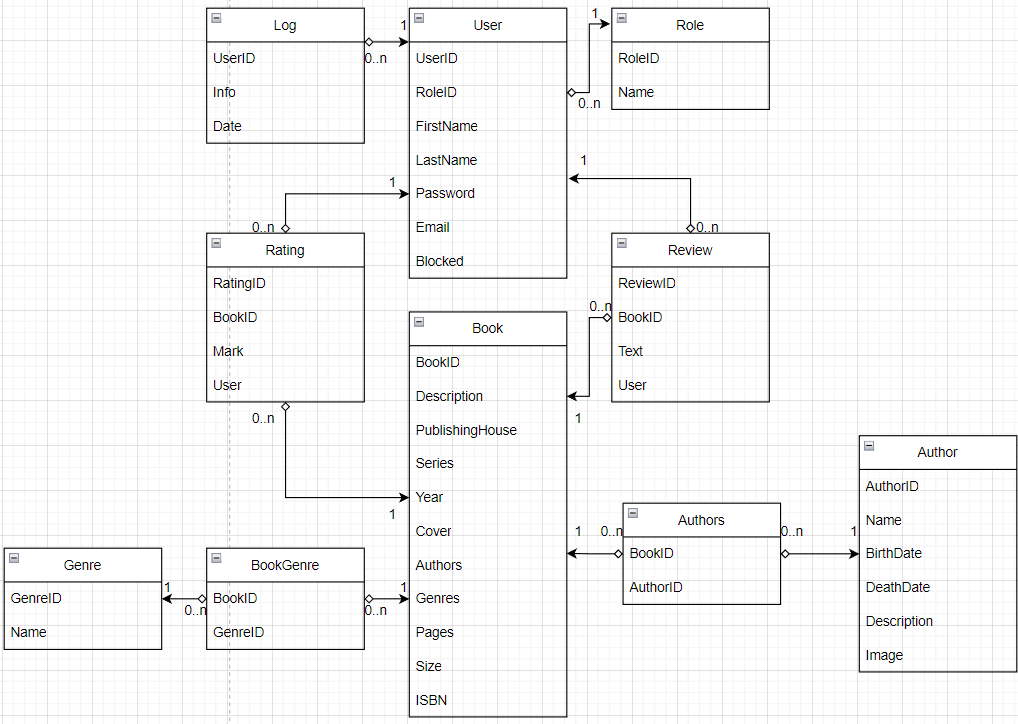 Log
UserID
Info
Date
1
0..n
User
UserID
RoleID
FirstName
LastName
Password
Email
Blocked
1
0..n
Role
RoleID
Name
1
0..n
1
0..n
Rating
RatingID
BookID
Mark
User
0..n
1
Review
ReviewID
BookID
Text
User
0..n
1
Book
BookID
Description
PublishingHouse
Series
Year
Cover
Authors
Genres
Pages
Size
ISBN
Genre
GenreID
Name
1
0..n
BookGenre
BookID
GenreID
1
0..n
1
0..n
Authors
BookID
AuthorID
0..n
1
Author
AuthorID
Name
BirthDate
DeathDate
Description
Image